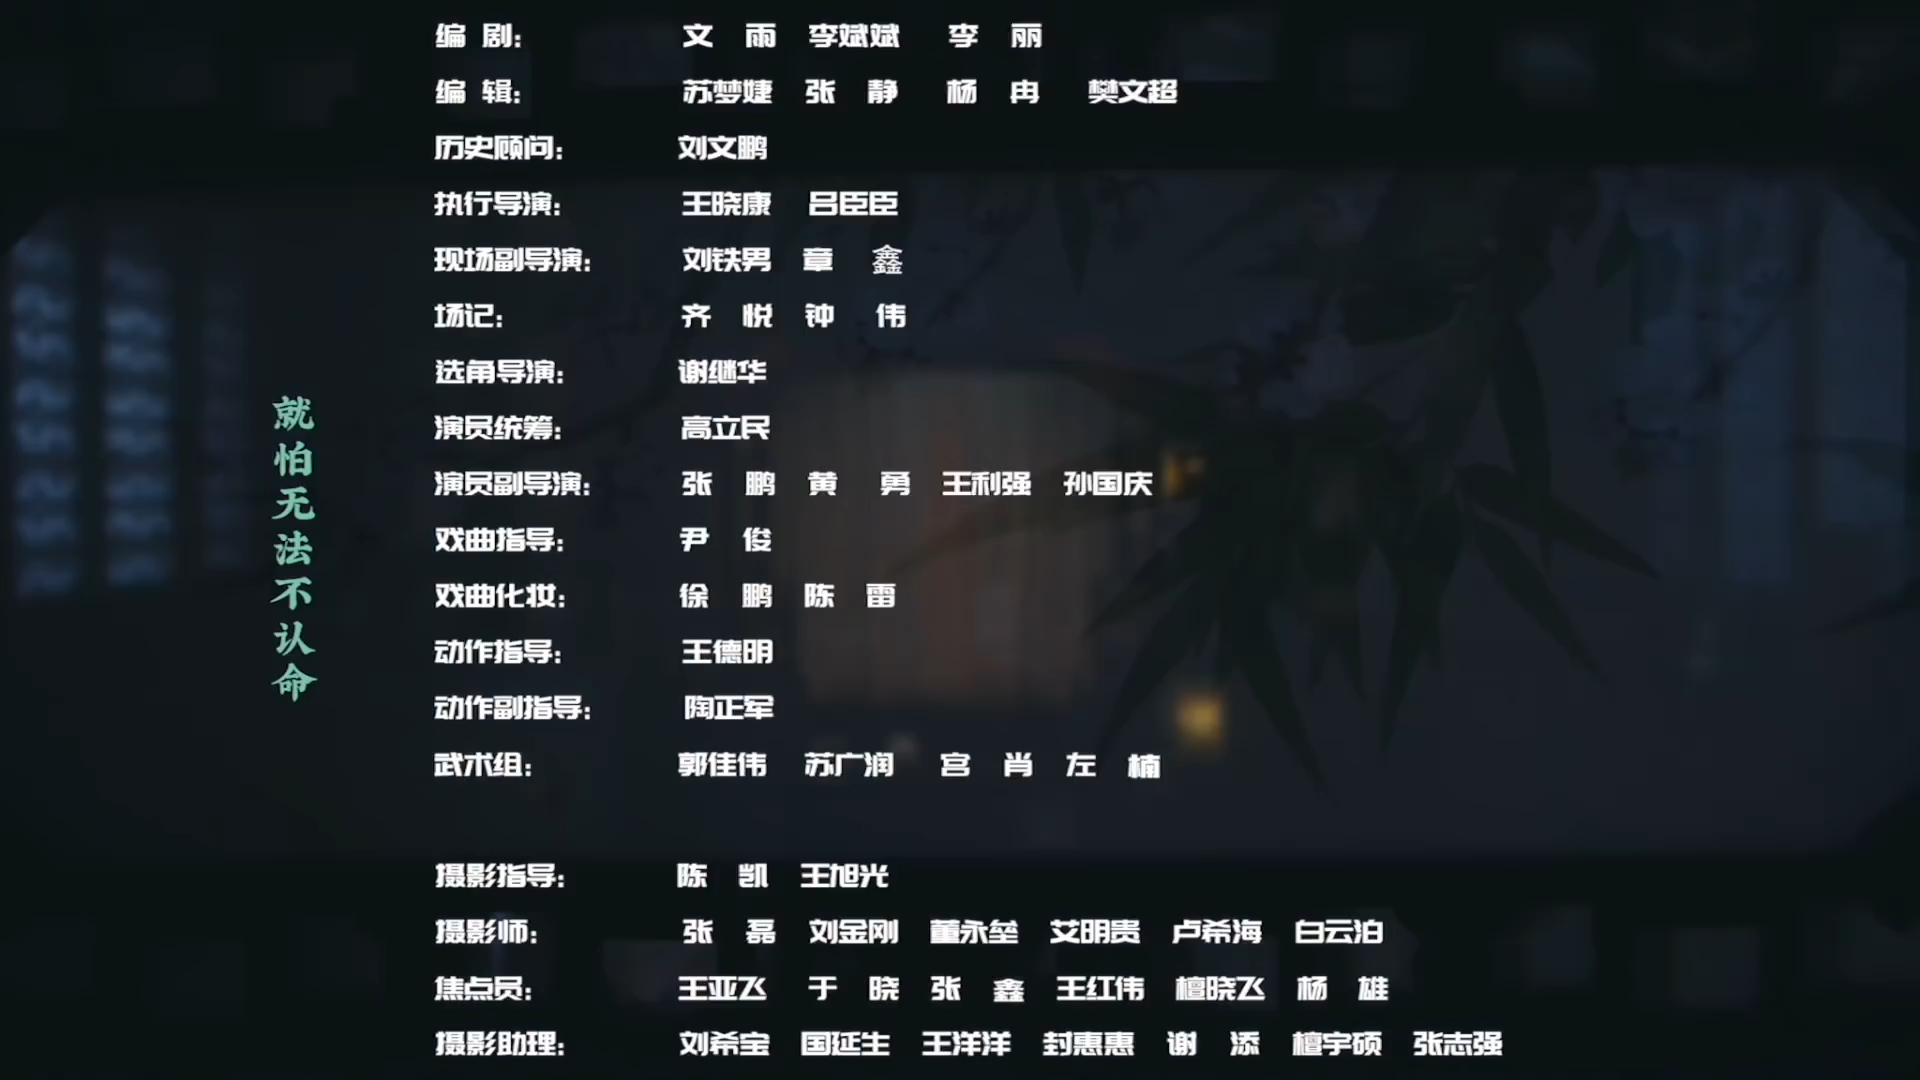 编 剧: 文 雨 李斌斌 李 丽
编 辑: 苏梦婕 张 静 杨 冉 樊文超
历史顾问: 刘文鹏
执行导演: 王晓康 吕臣臣
现场副导演: 刘铁男 章 鑫
场记: 齐 悦 钟 伟
选角导演: 谢继华
演员统筹: 高立民
演员副导演: 张 鹏 黄 勇 王利强 孙国庆
戏曲指导: 尹 俊
戏曲化妆: 徐 鹏 陈 雷
动作指导: 王德明
动作副指导: 陶正军
武术组: 郭佳伟 苏广润 宫 肖 左 楠
摄影指导: 陈 凯 王旭光
摄影师: 张 磊 刘金刚 董永垒 艾明贵 卢希海 白云泊
焦点员: 王亚飞 于 晓 张 鑫 王红伟 檀晓飞 杨 雄
摄影助理: 刘希宝 国延生 王洋洋 封惠惠 谢 添 檀宇硕 张志强
就怕无法不认命